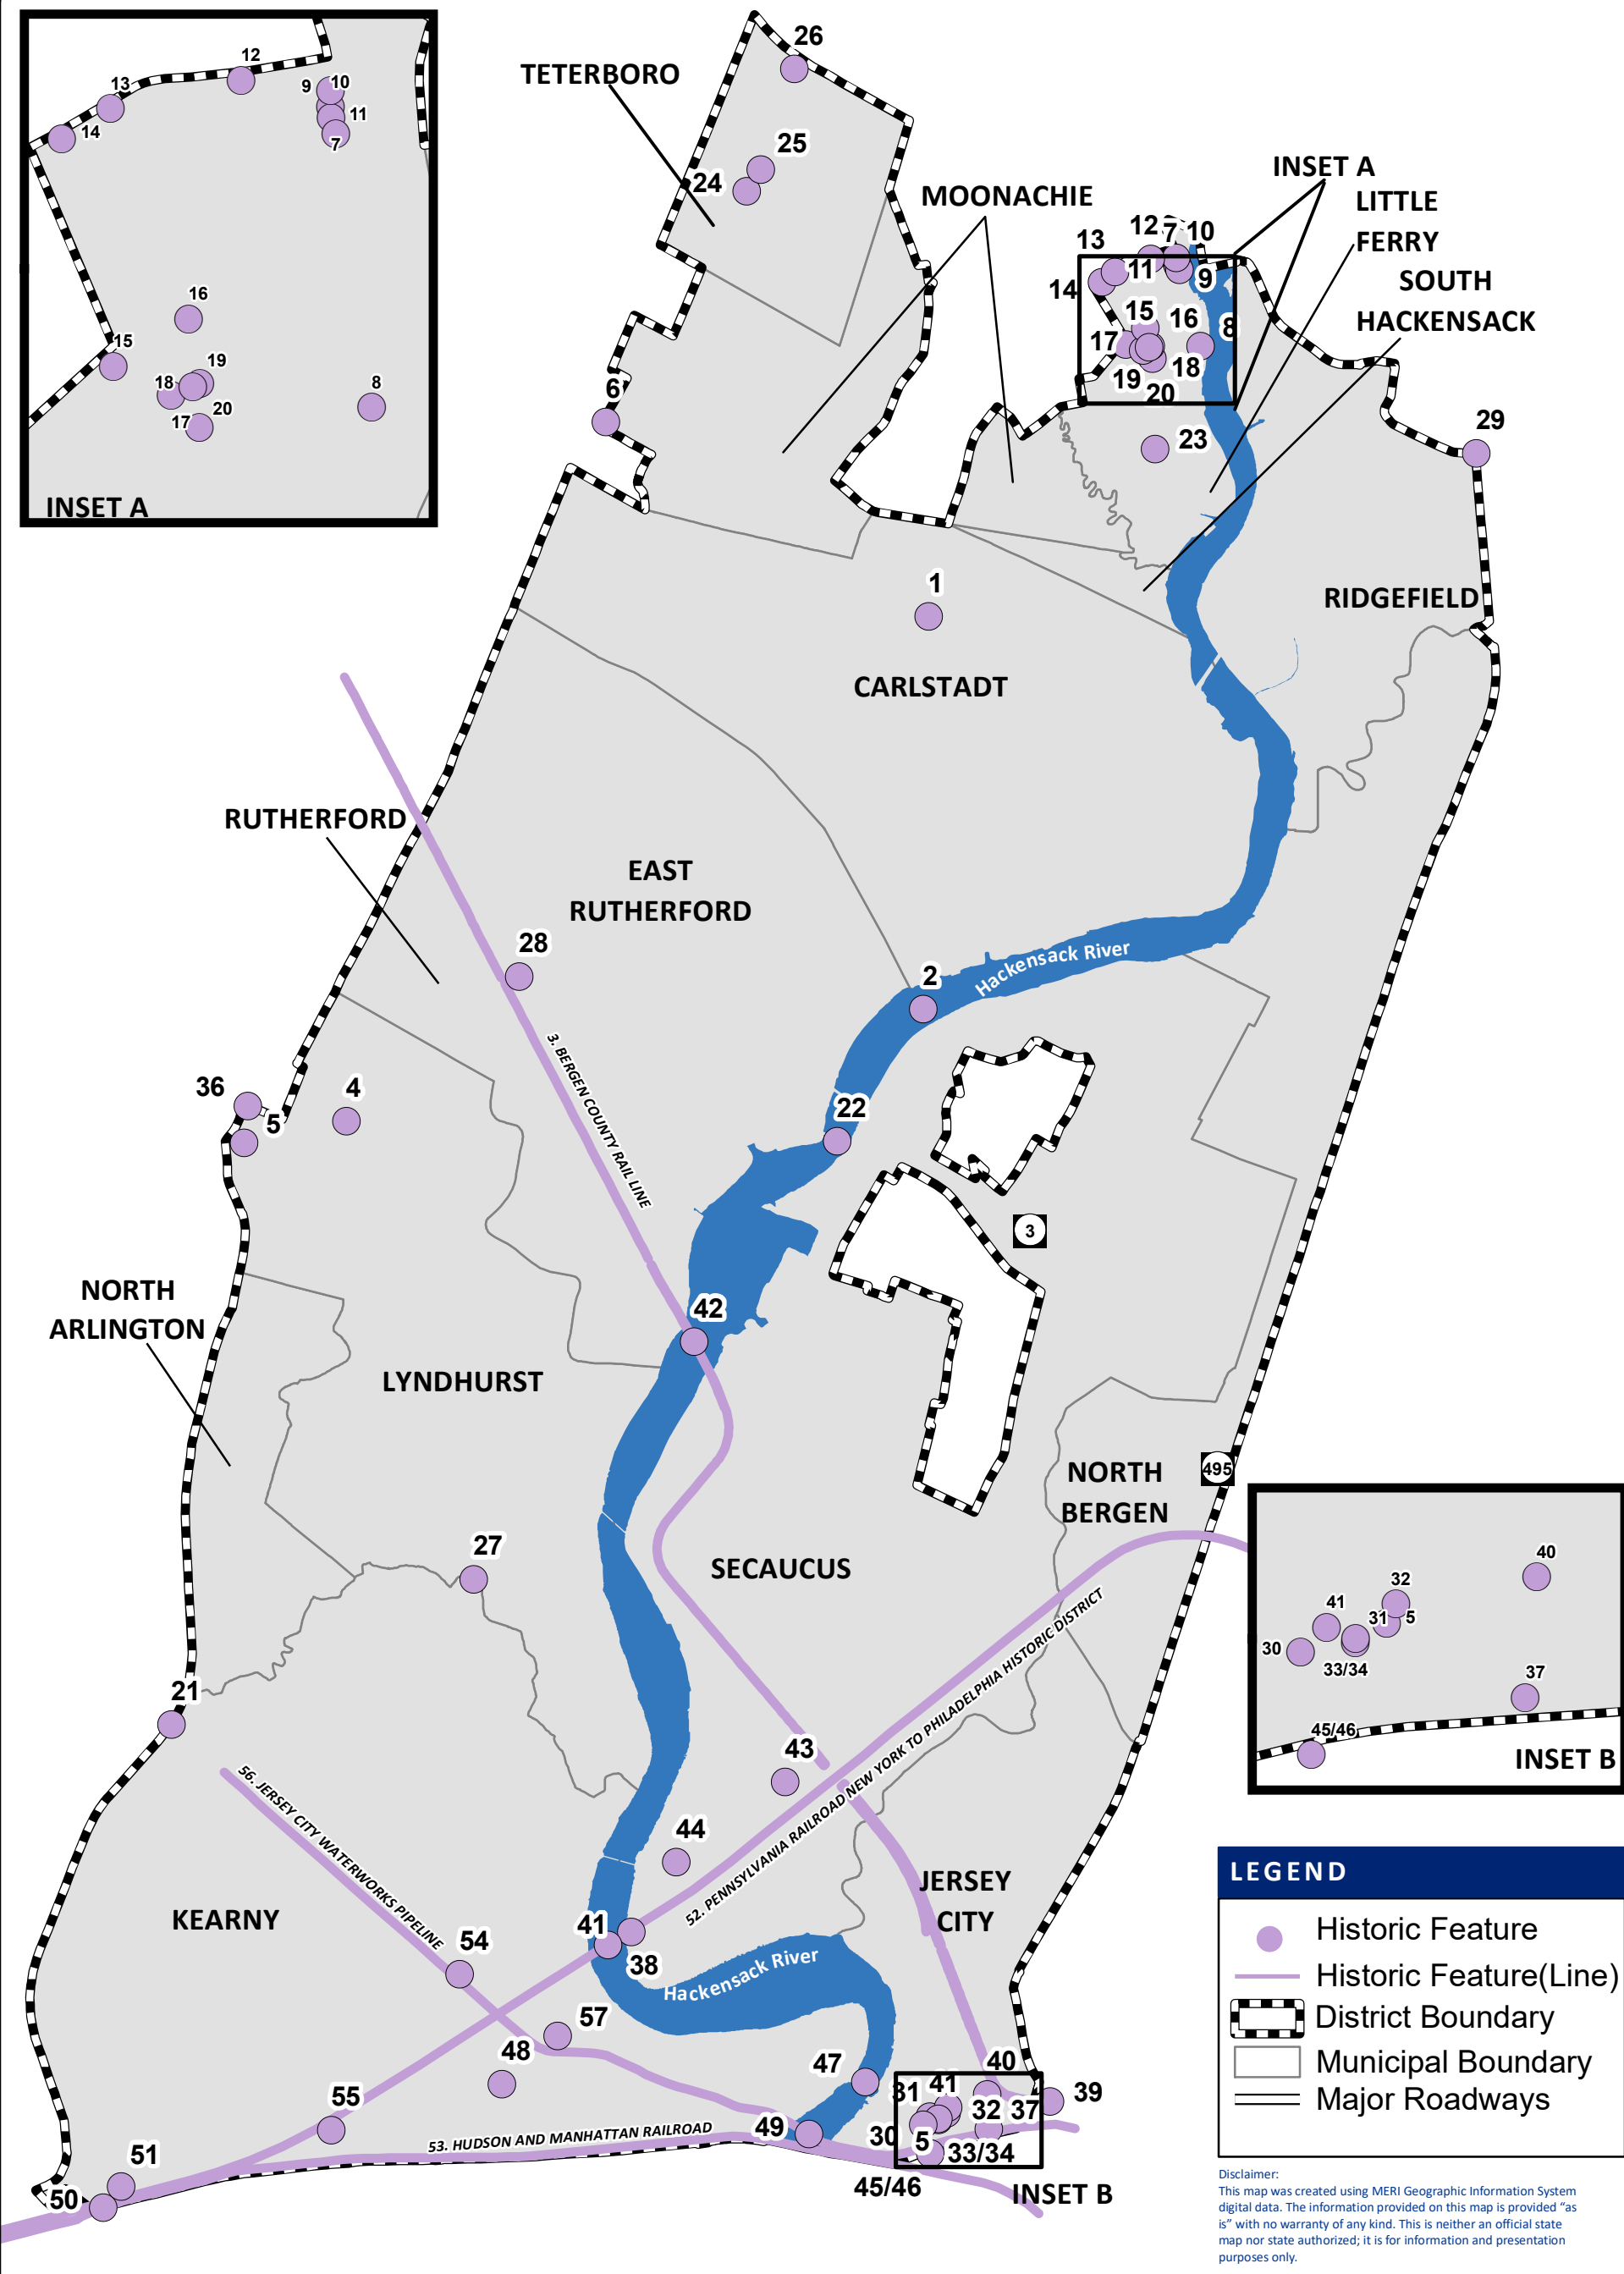 12
13
10
9
11
14
7
16
15
19
18
8
20
17
INSET A
26
TETERBORO
25
24
MOONACHIE
INSET A
LITTLE
FERRY
SOUTH
HACKENSACK
12
7
10
13
11
9
14
15
16
8
17
18
19
20
6
23
29
1
RIDGEFIELD
CARLSTADT
RUTHERFORD
EAST
RUTHERFORD
28
2
Hackensack River
3. BERGEN COUNTY RAIL LINE
36
4
5
22
3
NORTH
ARLINGTON
42
LYNDHURST
NORTH
BERGEN
495
27
SECAUCUS
40
32
41
31
5
30
33/34
37
45/46
INSET B
21
52. PENNSYLVANIA RAILROAD NEW YORK TO PHILADELPHIA HISTORIC DISTRICT
43
56. JERSEY CITY WATERWORKS PIPELINE
44
JERSEY
CITY
KEARNY
41
54
38
Hackensack River
57
48
47
40
31
41
39
55
32
37
49
30
5
33/34
53. HUDSON AND MANHATTAN RAILROAD
51
50
45/46
INSET B
LEGEND
Historic Feature
Historic Feature(Line)
District Boundary
Municipal Boundary
Major Roadways
Disclaimer:
This map was created using MERI Geographic Information System
digital data. The information provided on this map is provided “as
is” with no warranty of any kind. This is neither an official state
map nor state authorized; it is for information and presentation
purposes only.